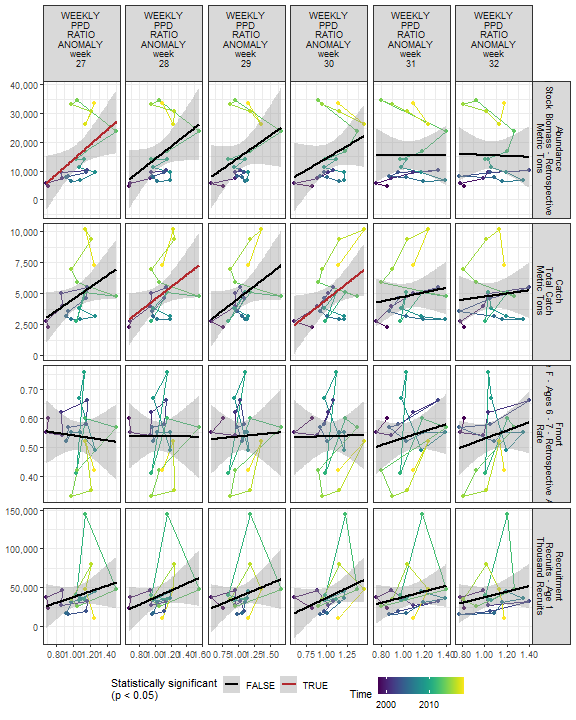 WEEKLY PPD RATIO ANOMALY week 27
WEEKLY PPD RATIO ANOMALY week 28
WEEKLY PPD RATIO ANOMALY week 29
WEEKLY PPD RATIO ANOMALY week 30
WEEKLY PPD RATIO ANOMALY week 31
WEEKLY PPD RATIO ANOMALY week 32
40,000
30,000
20,000
10,000
0
Abundance
Stock Biomass - Retrospective
Metric Tons
10,000
7,500
5,000
2,500
0
Catch
Total Catch
Metric Tons
0.70
0.60
0.50
0.40
Fmort
F - Ages 6 - 7 - Retrospective A
Rate
150,000
100,000
50,000
0
Recruitment
Recruits - Age 1
Thousand Recruits
0.80 1.00 1.20 1.40
0.80 1.00 1.20 1.40 1.60
0.75 1.00 1.25 1.50
0.75 1.00 1.25
0.80 1.00 1.20 1.40
0.80 1.00 1.20 1.40
Statistically significant
(p < 0.05)
FALSE
TRUE
Time
2000
2010